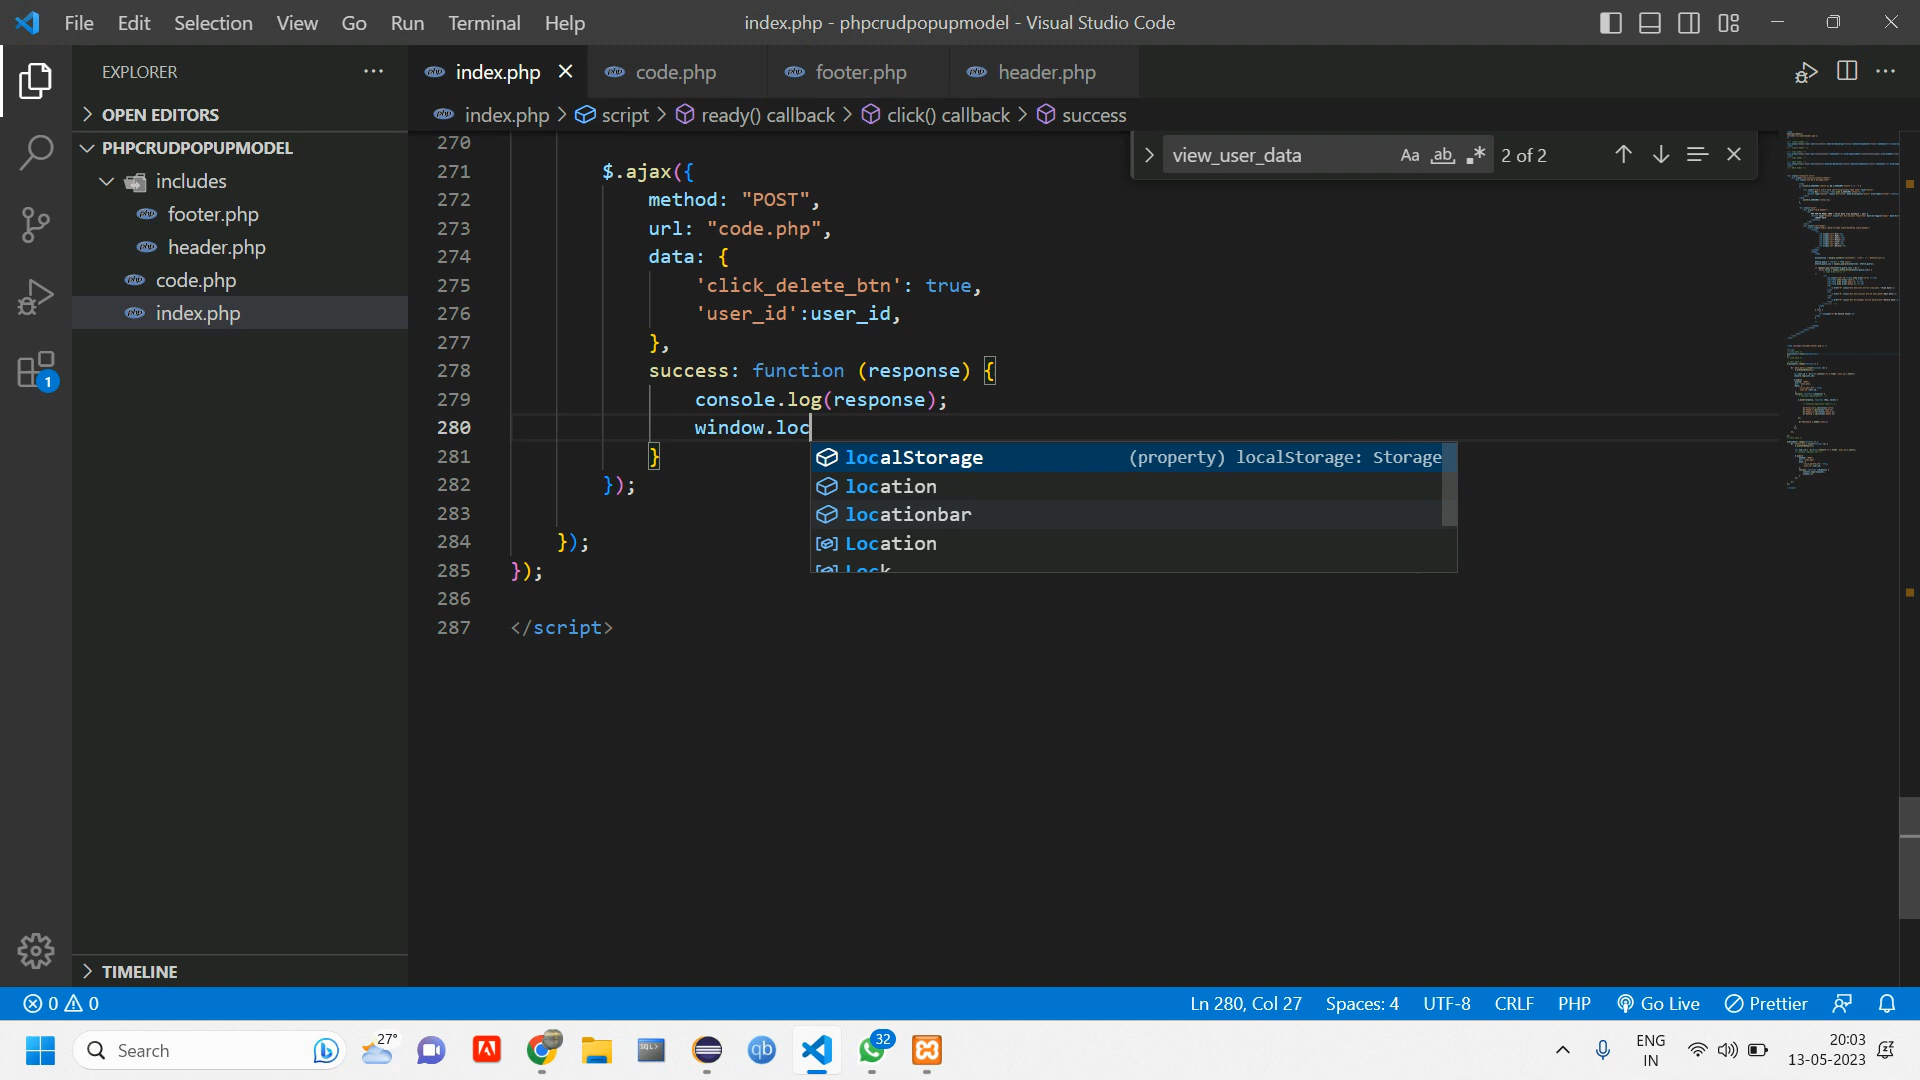 File Edit Selection View Go Run Terminal Help
index.php - phpcrudpopupmodel - Visual Studio Code
EXPLORER
OPEN EDITORS
PHPCRUDPOPUPMODEL
includes
footer.php
header.php
code.php
index.php
TIMELINE
1
index.php code.php footer.php header.php
index.php > script > ready() callback > click() callback > success
view_user_data Aa ab 2 of 2
270
271 $.ajax({
272 method: "POST",
273 url: "code.php",
274 data: {
275 'click_delete_btn': true,
276 'user_id':user_id,
277 },
278 success: function (response) {
279 console.log(response);
280 window.loc
281 }
282 });
283
284 });
285 });
286
287 </script>
localStorage (property) localStorage: Storage
location
locationbar
Location
Lock
0 0 Ln 280, Col 27 Spaces: 4 UTF-8 CRLF PHP Go Live Prettier
Search 27° SQL> qb 32 ENG 20:03
IN 13-05-2023